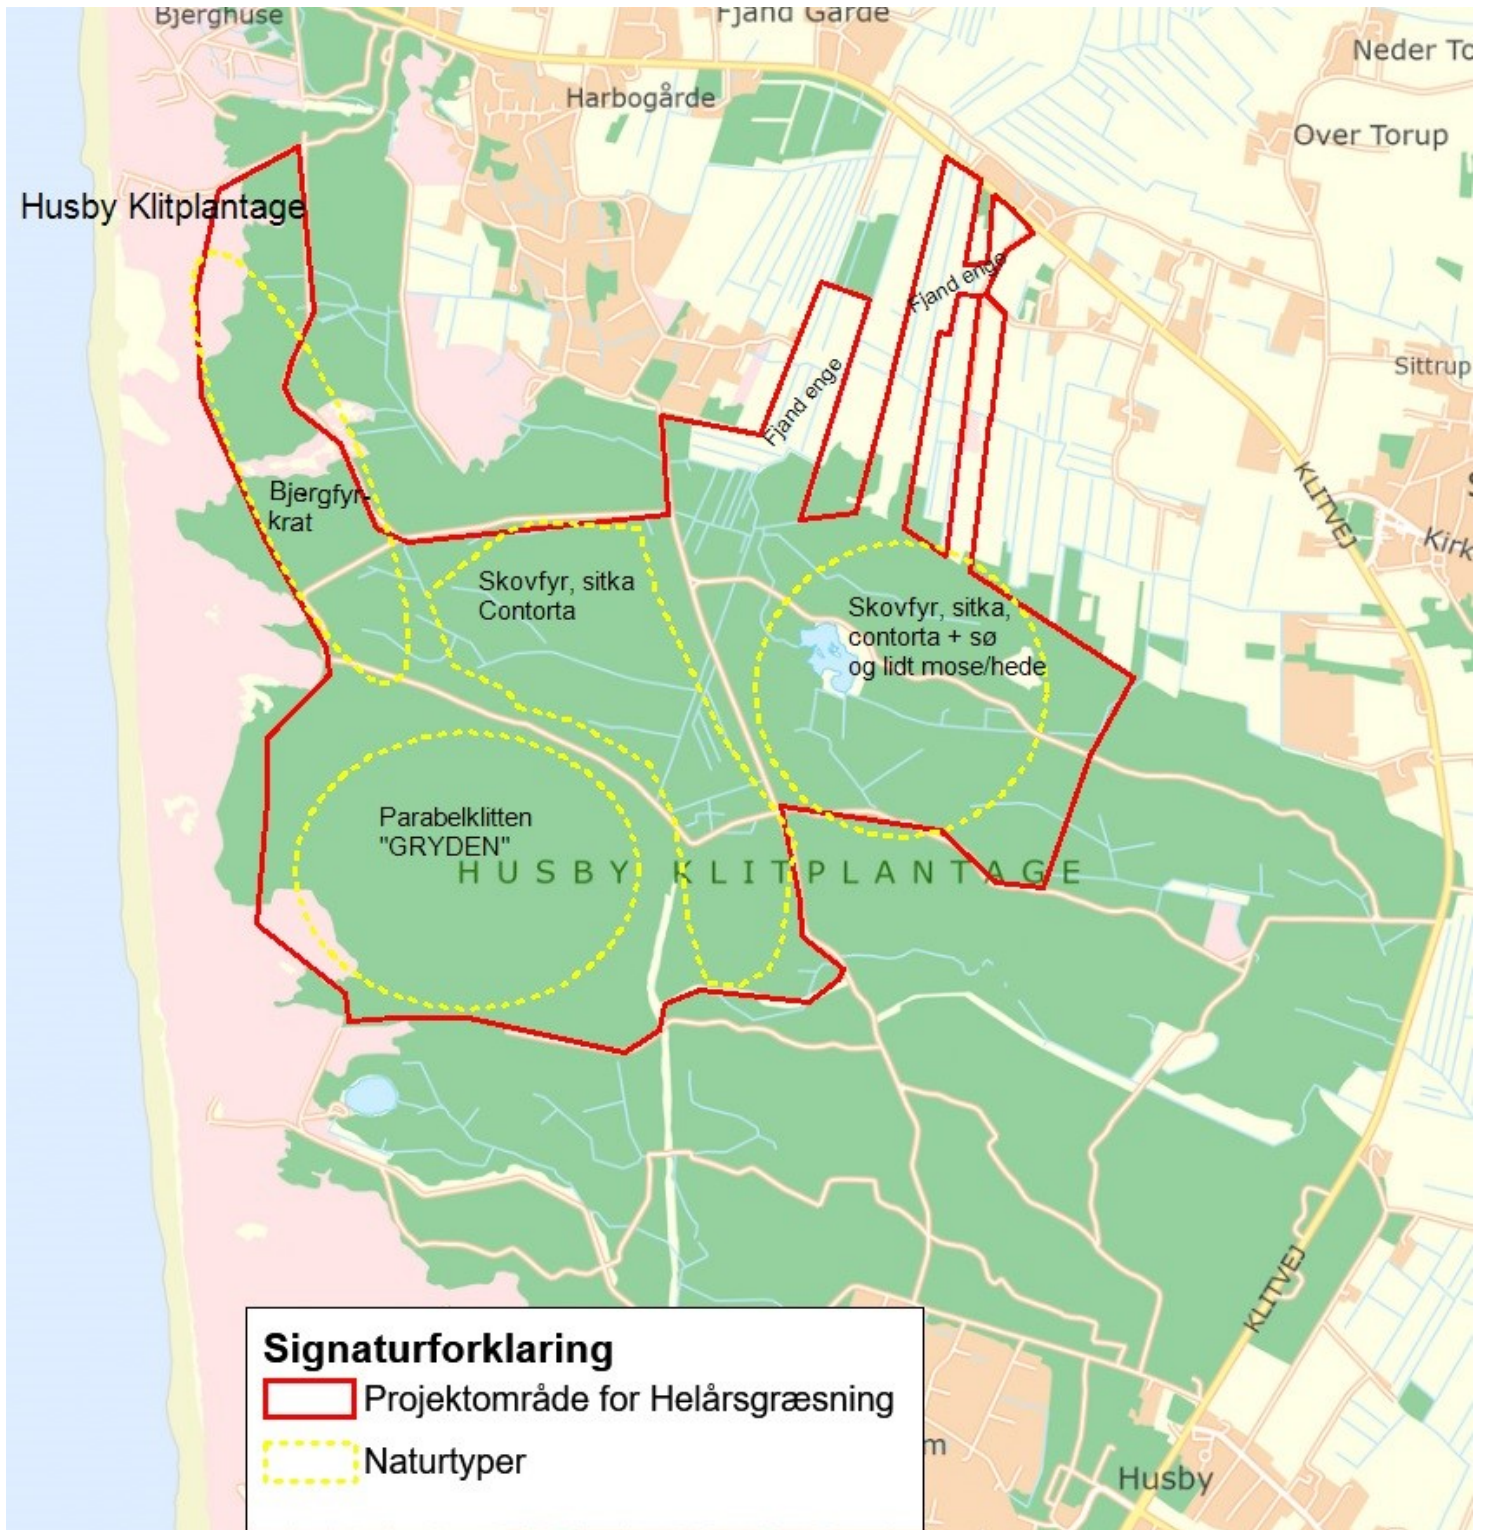 Bjerghuse
Fjand Gårde
Neder To
Harbogårde
Over Torup
Husby Klitplantage
Fjand enge
Fjand enge
Sittrup
Bjergfyr-
krat
KLITVEJ
Kirk
Skovfyr, sitka
Contorta
Skovfyr, sitka,
contorta + sø
og lidt mose/hede
Parabelklitten
"GRYDEN"
HUSBY KLITPLANTAGE
KLITVEJ
Signaturforklaring
Projektområde for Helårsgræsning
Naturtyper
m
Husby